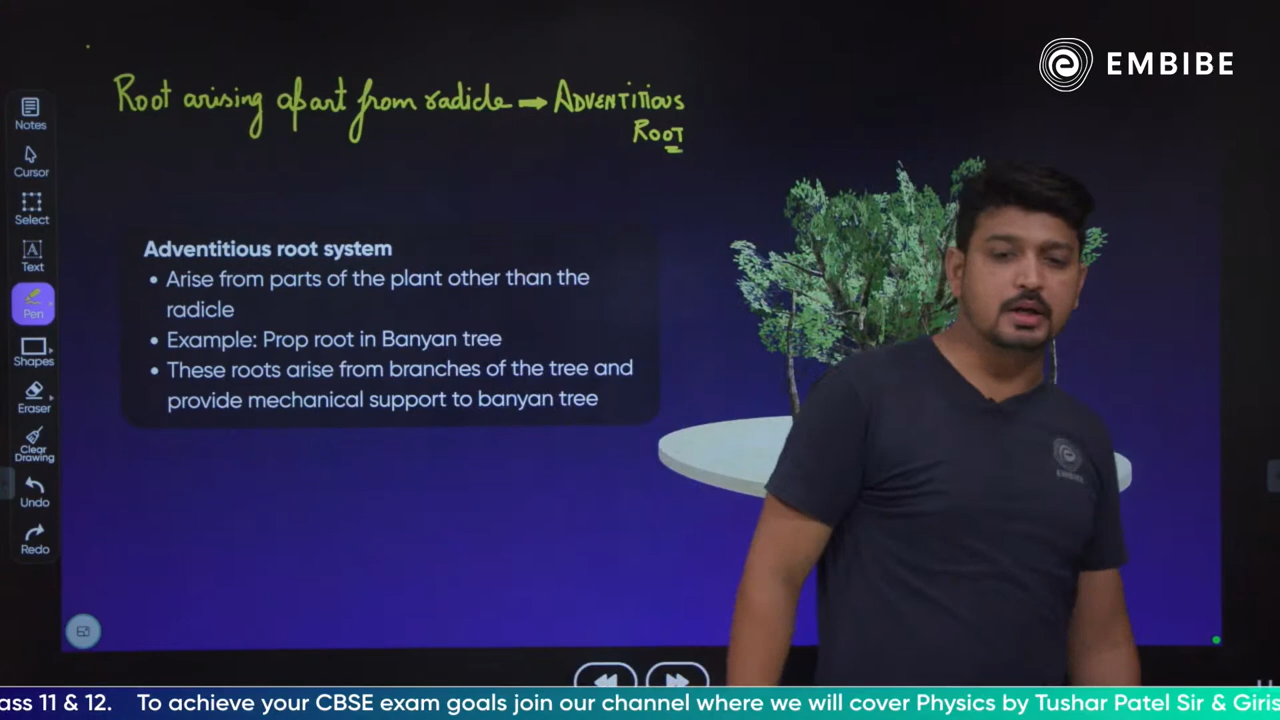 EMBIBE
Root arising apart from radicle → ADVENTITIOUS
ROOT
Notes
Cursor
Select
Text
Pen
Shapes
Eraser
Clear
Drawing
Undo
Redo
Adventitious root system
• Arise from parts of the plant other than the
radicle
• Example: Prop root in Banyan tree
• These roots arise from branches of the tree and
provide mechanical support to banyan tree
EMBIBE
ass 11 & 12. To achieve your CBSE exam goals join our channel where we will cover Physics by Tushar Patel Sir & Giris